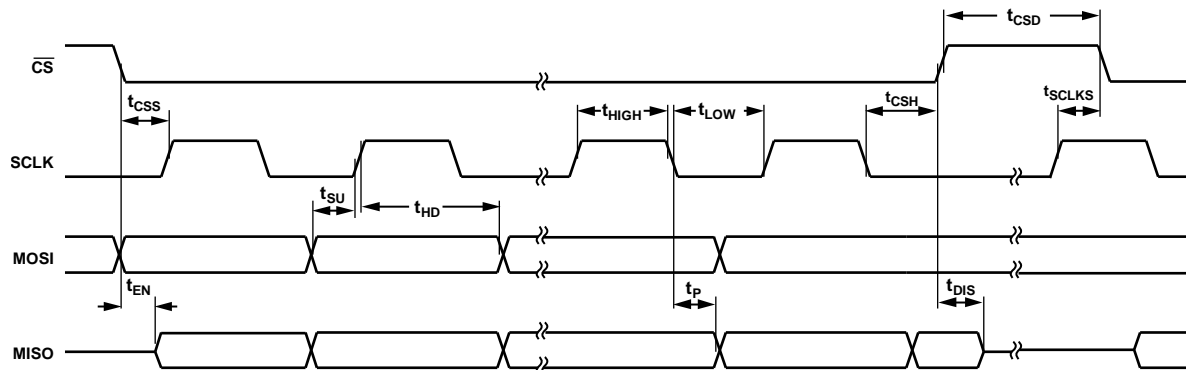 tCSD
CS
tCSS
tHIGH
tLOW
tCSH
tSCLKS
SCLK
tSU
tHD
MOSI
tEN
tP
tDIS
MISO